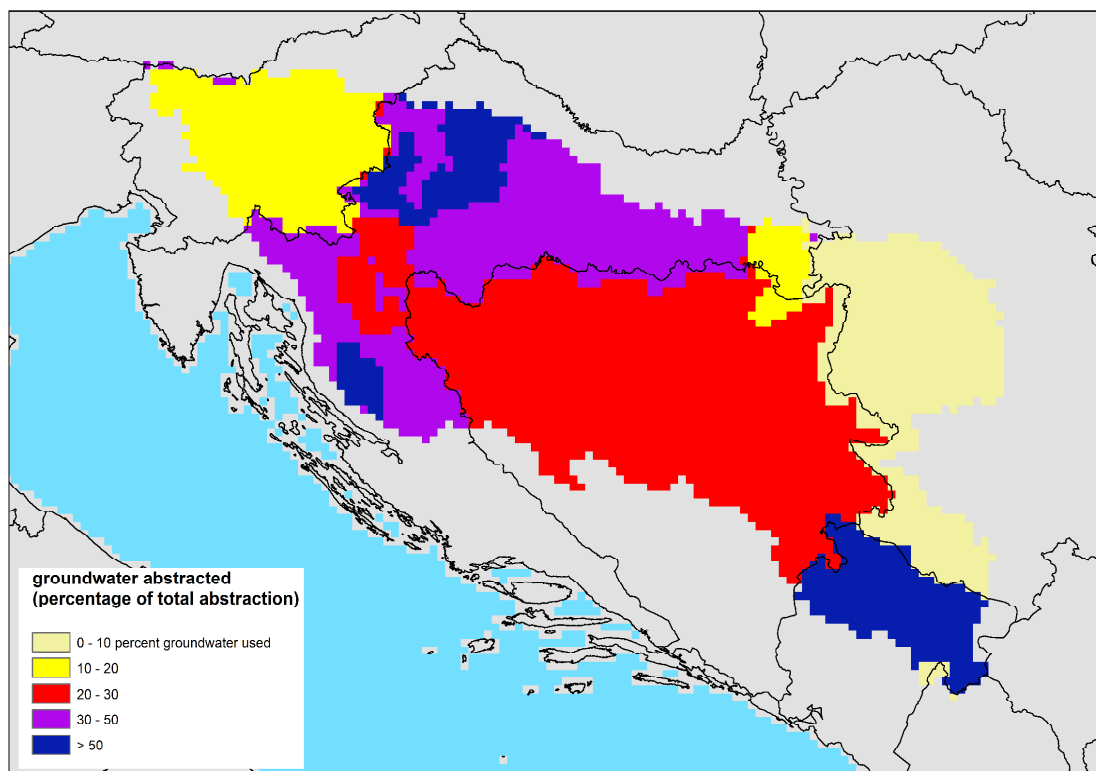 groundwater abstracted
(percentage of total abstraction)
0 - 10 percent groundwater used
10 - 20
20 - 30
30 - 50
> 50